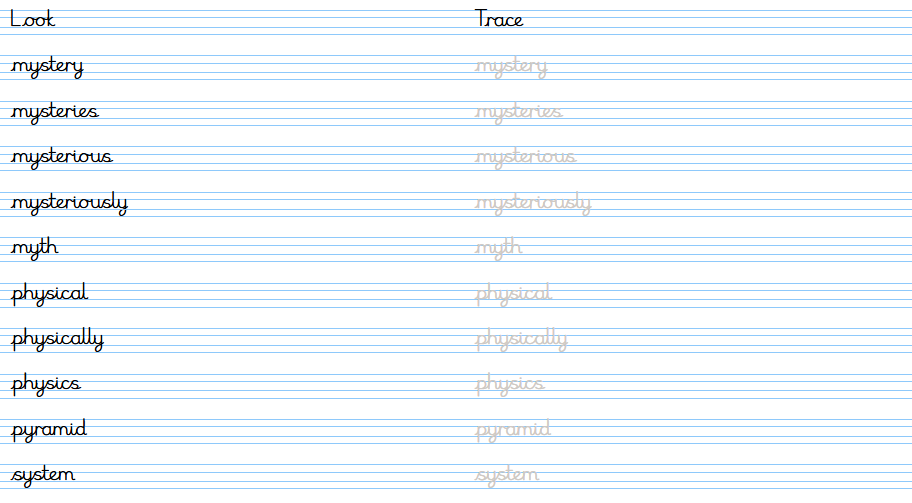 Look Trace
mystery mystery
mysteries mysteries
mysterious mysterious
mysteriously mysteriously
myth myth
physical physical
physically physically
physics physics
pyramid pyramid
system system